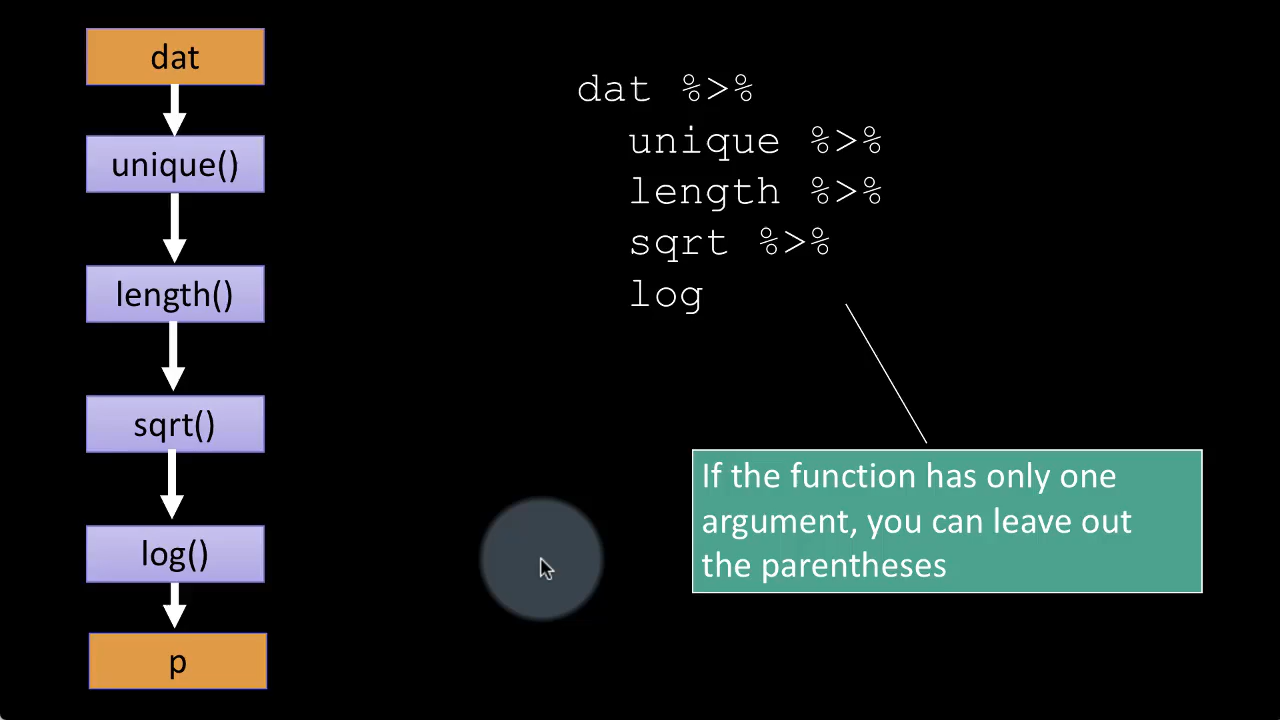 dat
unique()
length()
sqrt()
log()
p
dat %>%
unique %>%
length %>%
sqrt %>%
log
If the function has only one
argument, you can leave out
the parentheses